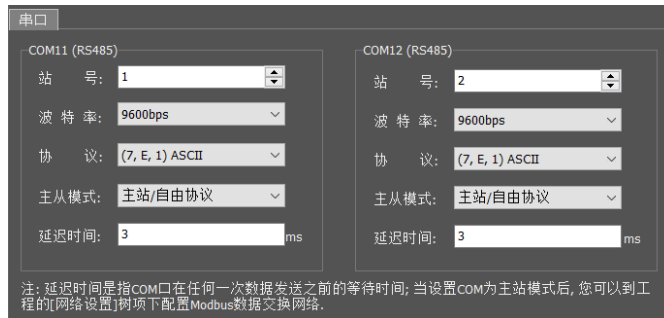 串口
COM11 (RS485)
站 号: 1
波 特 率: 9600bps
协 议: (7, E, 1) ASCII
主从模式: 主站/自由协议
延迟时间: 3 ms
COM12 (RS485)
站 号: 2
波 特 率: 9600bps
协 议: (7, E, 1) ASCII
主从模式: 主站/自由协议
延迟时间: 3 ms
注: 延迟时间是指COM口在任何一次数据发送之前的等待时间; 当设置COM为主站模式后, 您可以到工
程的[网络设置]树项下配置Modbus数据交换网络.